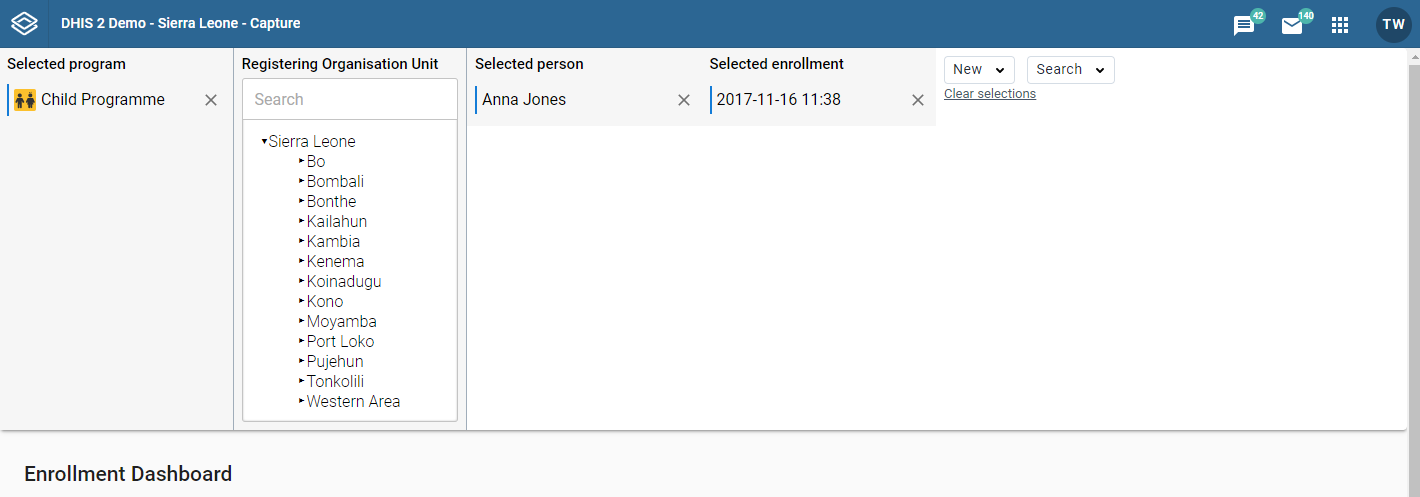 DHIS 2 Demo - Sierra Leone - Capture
42
140
TW
Selected program
Child Programme
Registering Organisation Unit
Search
Sierra Leone
Bo
Bombali
Bonthe
Kailahun
Kambia
Kenema
Koinadugu
Kono
Moyamba
Port Loko
Pujehun
Tonkolili
Western Area
Selected person
Anna Jones
Selected enrollment
2017-11-16 11:38
New
Search
Clear selections
Enrollment Dashboard